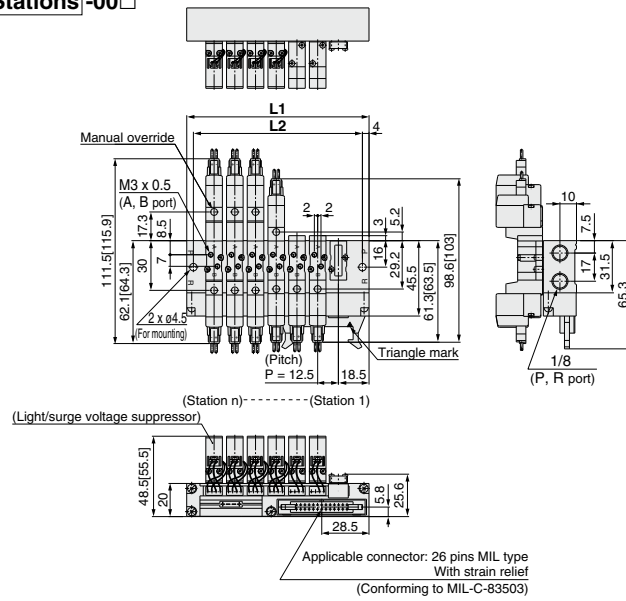 Stations -00□
L1
L2
4
Manual override
M3 x 0.5
(A, B port)
111.5[115.9]
62.1[64.3]
30
17.3
8.5
7
2 x ø4.5
(For mounting)
P
R
2
2
3
5.2
16
29.2
45.5
61.3[63.5]
98.6[103]
P
R
Triangle mark
(Pitch)
P = 12.5
18.5
(Station n)
(Station 1)
10
7.5
17
31.5
65.3
1/8
(P, R port)
(Light/surge voltage suppressor)
48.5[55.5]
20
5.8
25.6
28.5
Applicable connector: 26 pins MIL type
With strain relief
(Conforming to MIL-C-83503)